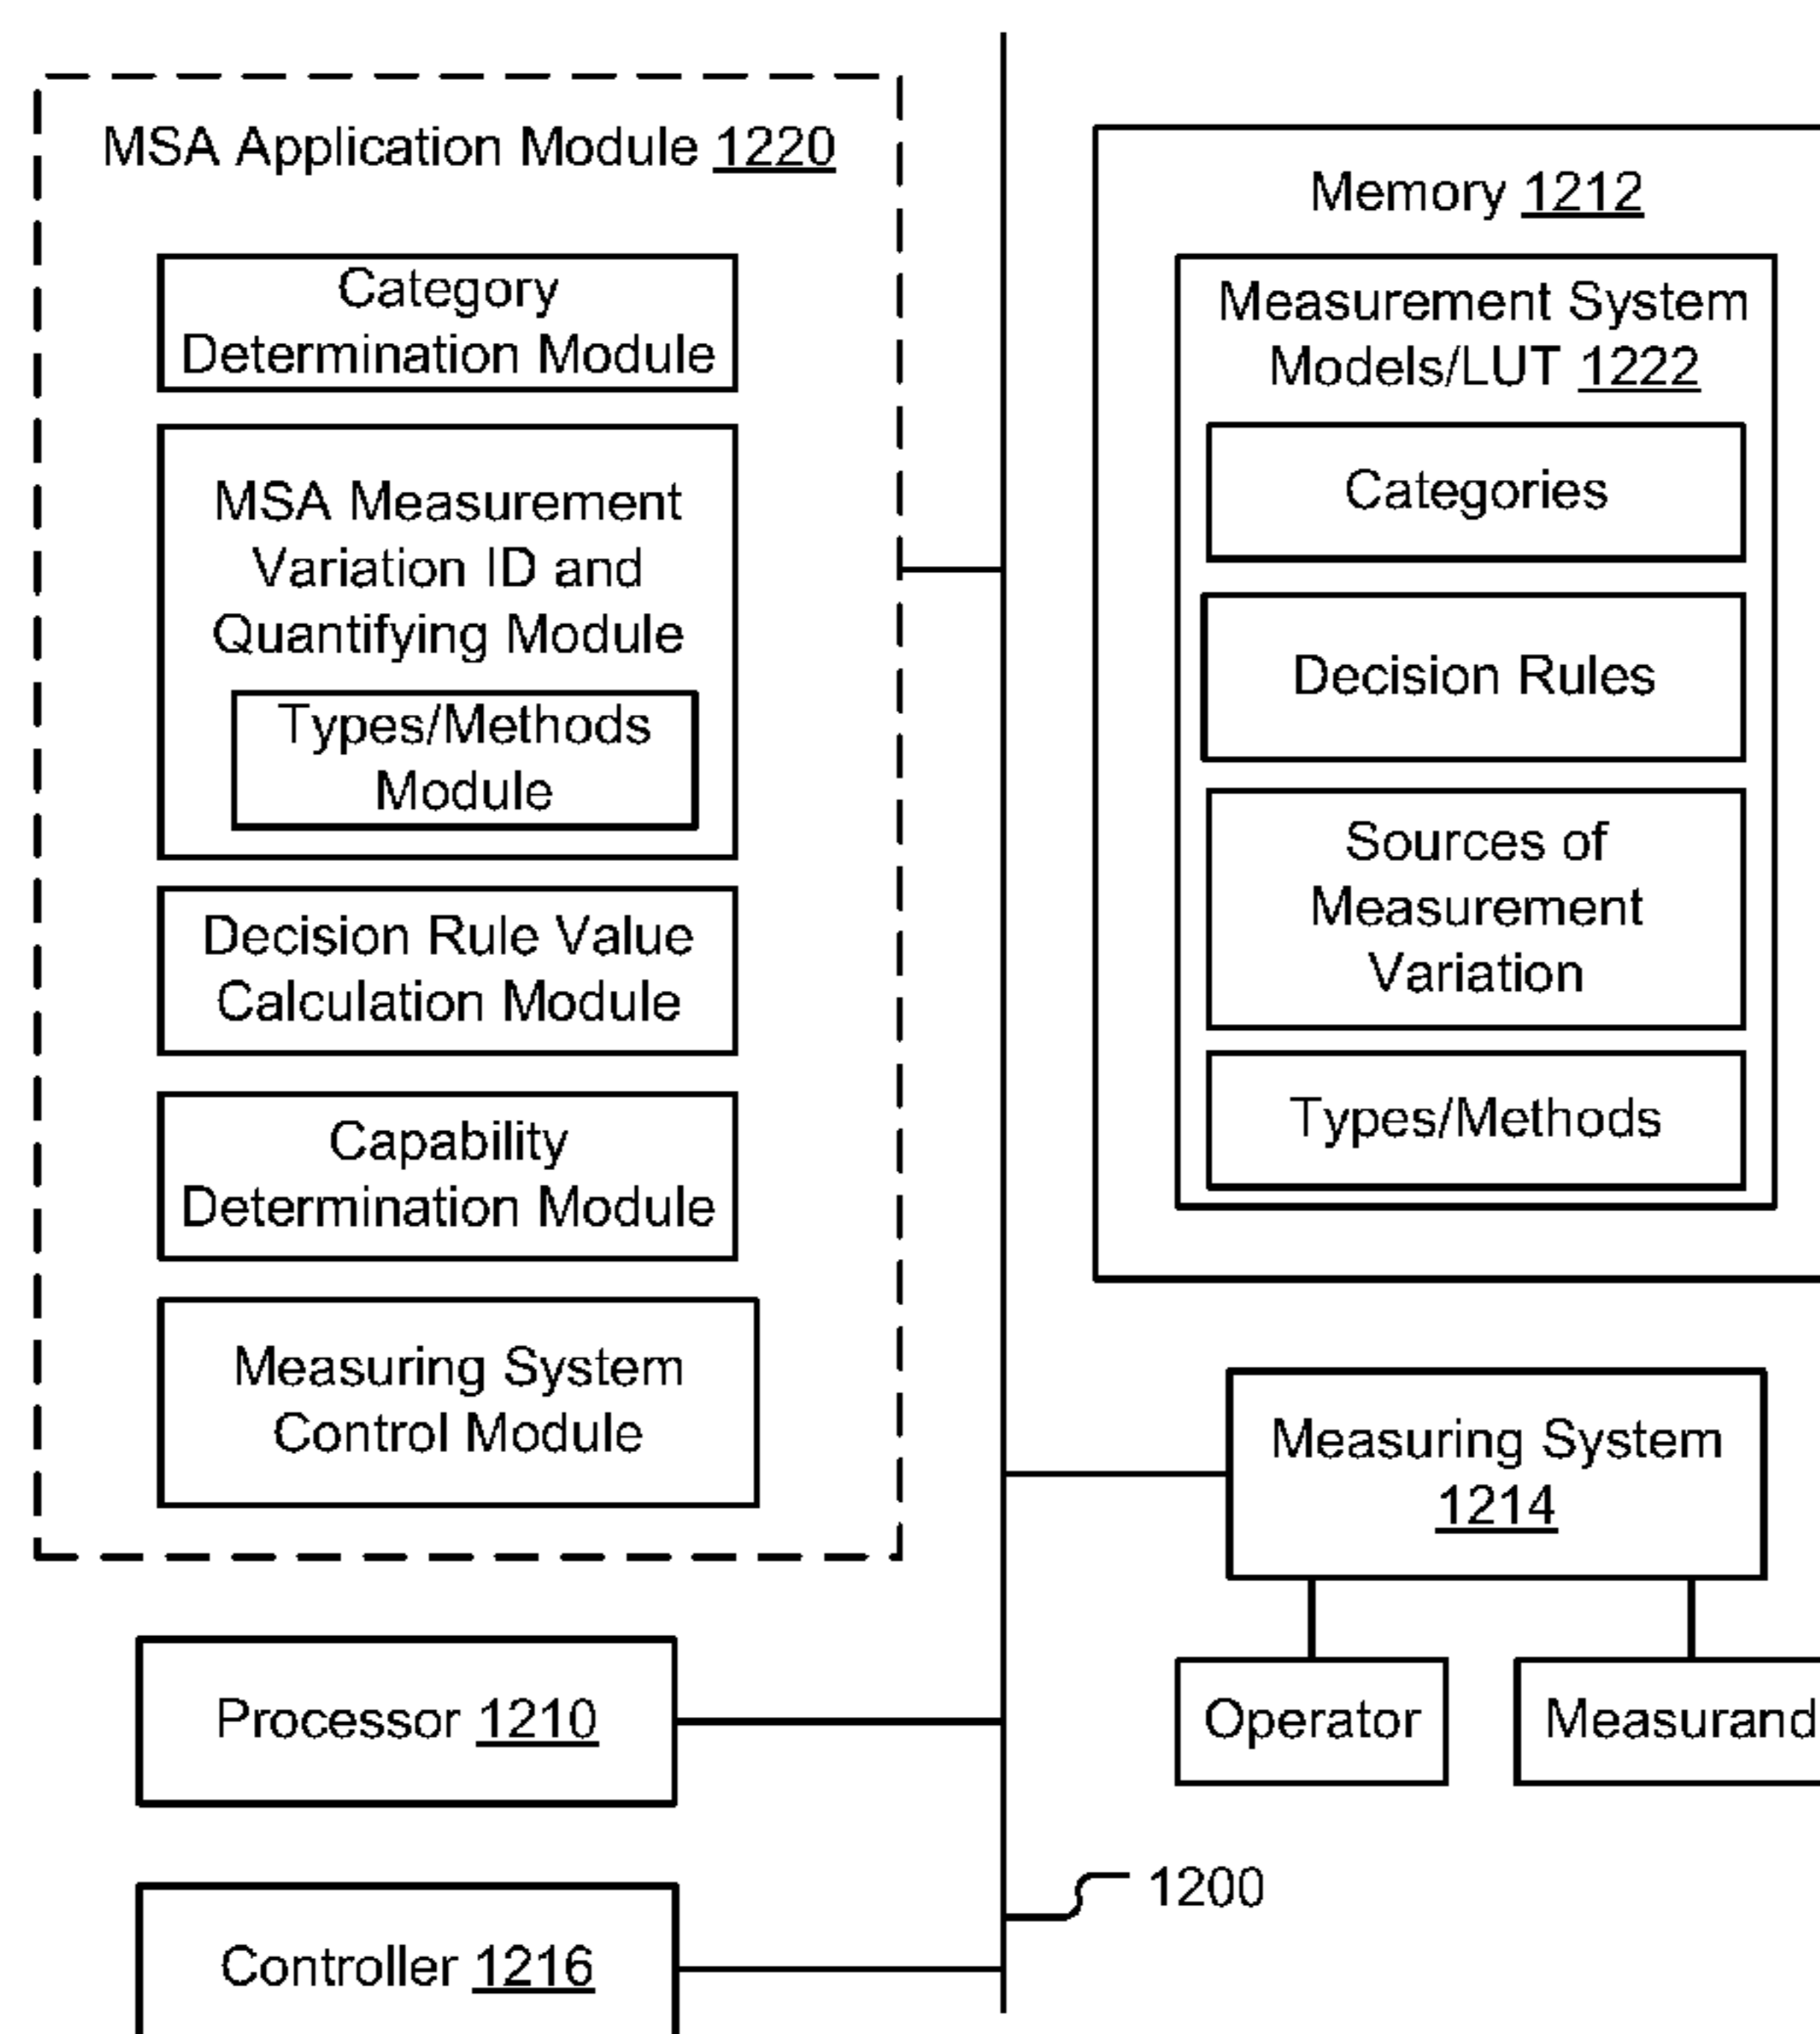 MSA Application Module 1220
Category
Determination Module
MSA Measurement
Variation ID and
Quantifying Module
Types/Methods
Module
Decision Rule Value
Calculation Module
Capability
Determination Module
Measuring System
Control Module
Processor 1210
Controller 1216
Memory 1212
Measurement System
Models/LUT 1222
Categories
Decision Rules
Sources of
Measurement
Variation
Types/Methods
Measuring System
1214
Operator
Measurand
1200